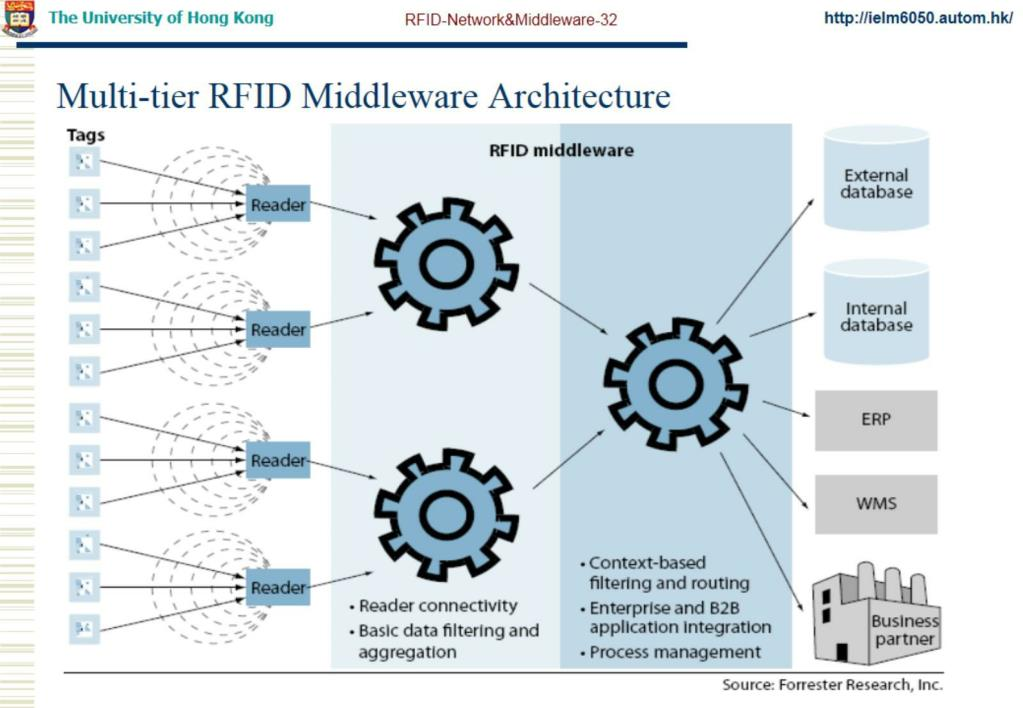 The University of Hong Kong
RFID-Network&Middleware-32
http://ielm6050.autom.hk/
Multi-tier RFID Middleware Architecture
Tags
RFID middleware
Reader
Reader
Reader
Reader
• Reader connectivity
• Basic data filtering and
aggregation
• Context-based
filtering and routing
• Enterprise and B2B
application integration
• Process management
External
database
Internal
database
ERP
WMS
Business
partner
Source: Forrester Research, Inc.